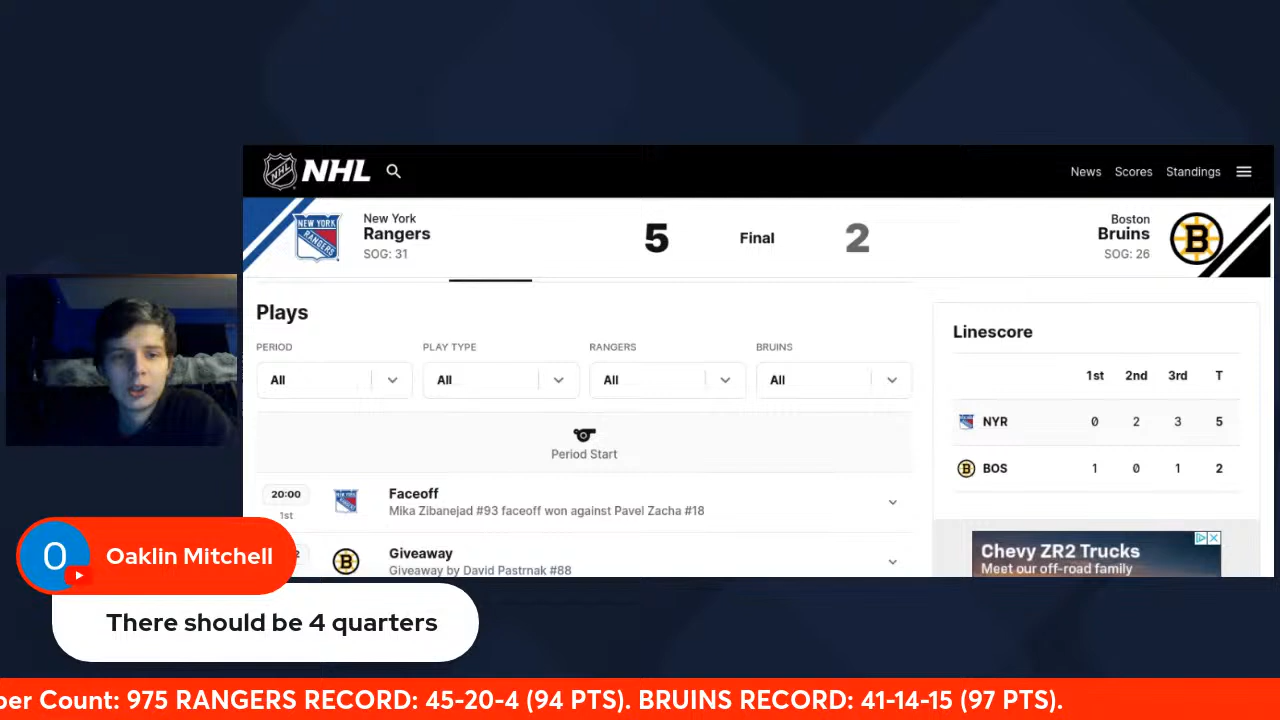 NHL
News Scores Standings
NEW YORK
RANGERS
New York
Rangers
SOG: 31
5
Final
2
Boston
Bruins
SOG: 26
B
Plays
PERIOD PLAY TYPE RANGERS BRUINS
All All All All
Period Start
20:00
1st
Faceoff
Mika Zibanejad #93 faceoff won against Pavel Zacha #18
Giveaway
Giveaway by David Pastrnak #88
Linescore
1st 2nd 3rd T
NYR 0 2 3 5
BOS 1 0 1 2
Chevy ZR2 Trucks
Meet our off-road family
O Oaklin Mitchell
There should be 4 quarters
Count: 975 RANGERS RECORD: 45-20-4 (94 PTS). BRUINS RECORD: 41-14-15 (97 PTS).